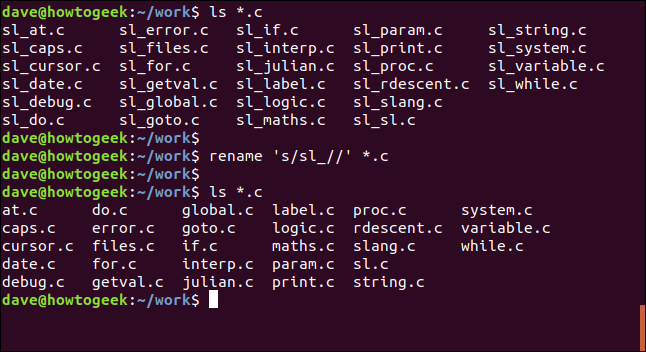 dave@howtogeek:~/work$ ls *.c
sl_at.c sl_error.c sl_if.c sl_param.c sl_string.c
sl_caps.c sl_files.c sl_interp.c sl_print.c sl_system.c
sl_cursor.c sl_for.c sl_julian.c sl_proc.c sl_variable.c
sl_date.c sl_getval.c sl_label.c sl_rdescent.c sl_while.c
sl_debug.c sl_global.c sl_logic.c sl_slang.c
sl_do.c sl_goto.c sl_maths.c sl_sl.c
dave@howtogeek:~/work$
dave@howtogeek:~/work$ rename 's/sl_//' *.c
dave@howtogeek:~/work$
dave@howtogeek:~/work$ ls *.c
at.c do.c global.c label.c proc.c system.c
caps.c error.c goto.c logic.c rdescent.c variable.c
cursor.c files.c if.c maths.c slang.c while.c
date.c for.c interp.c param.c sl.c
debug.c getval.c julian.c print.c string.c
dave@howtogeek:~/work$